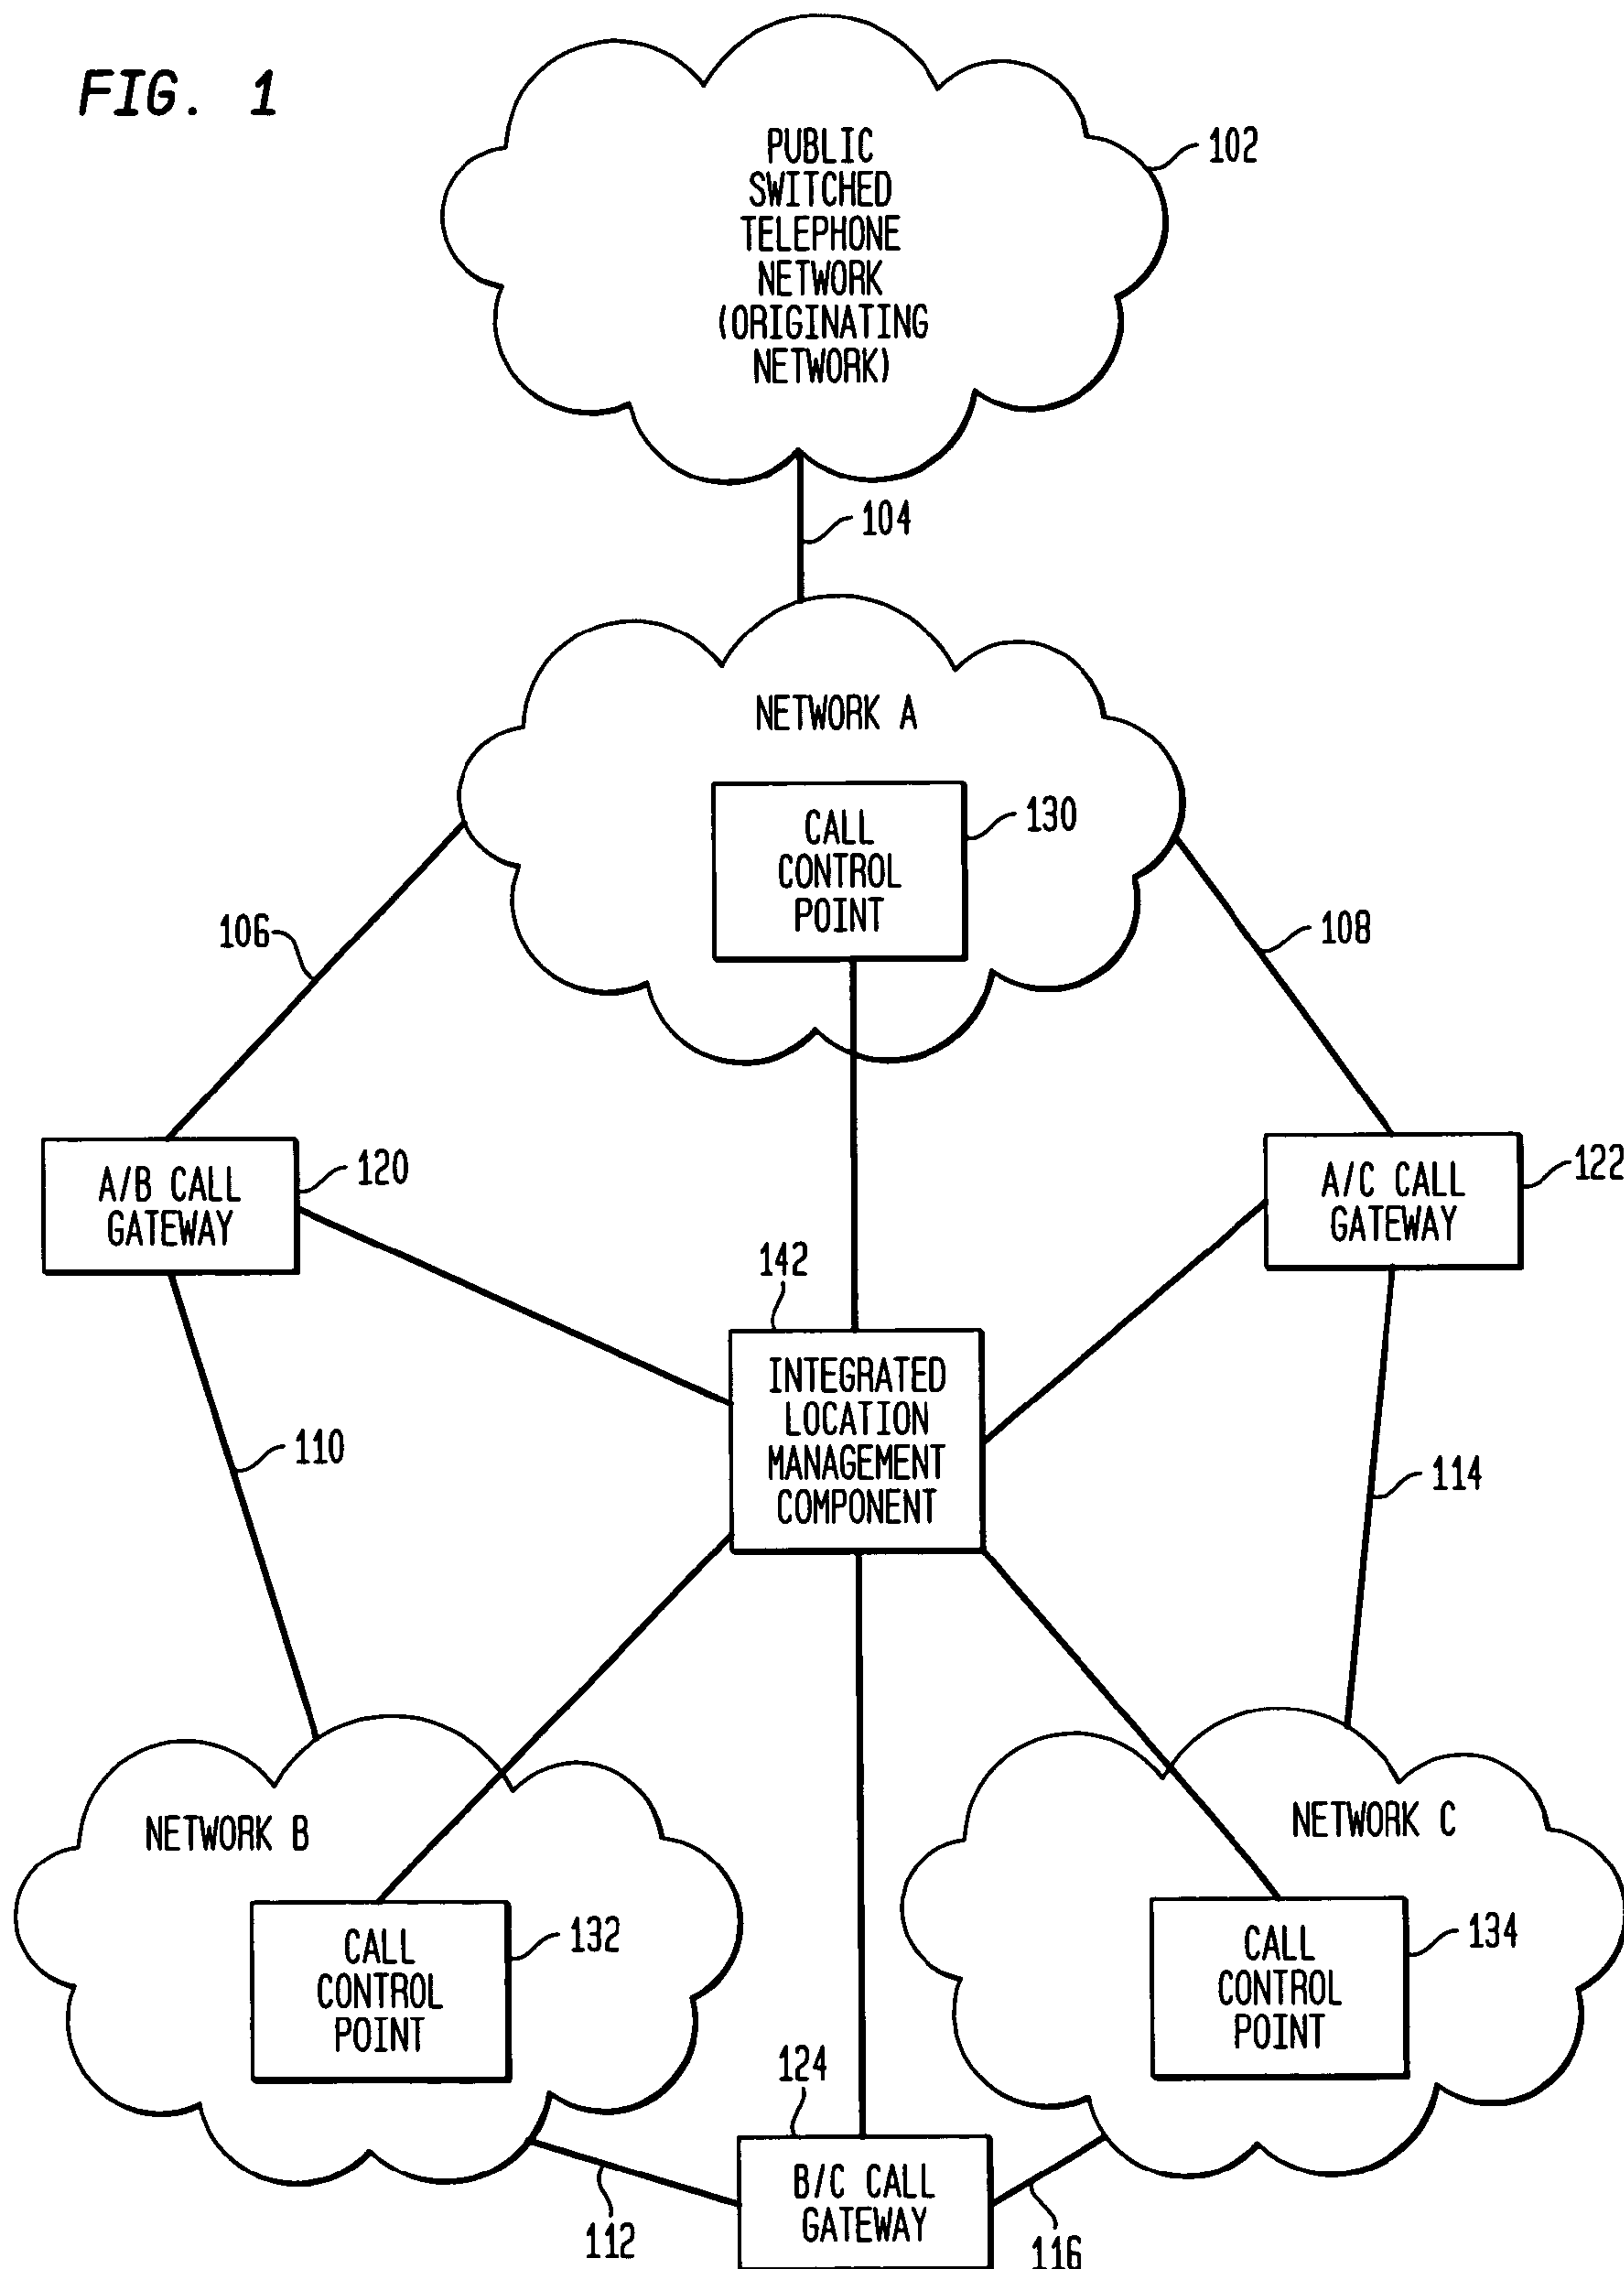 FIG. 1
PUBLIC
SWITCHED
TELEPHONE
NETWORK
(ORIGINATING
NETWORK)
102
104
NETWORK A
CALL
CONTROL
POINT
130
106
108
A/B CALL
GATEWAY
120
A/C CALL
GATEWAY
122
142
INTEGRATED
LOCATION
MANAGEMENT
COMPONENT
110
114
NETWORK B
CALL
CONTROL
POINT
132
NETWORK C
CALL
CONTROL
POINT
134
124
B/C CALL
GATEWAY
112
116